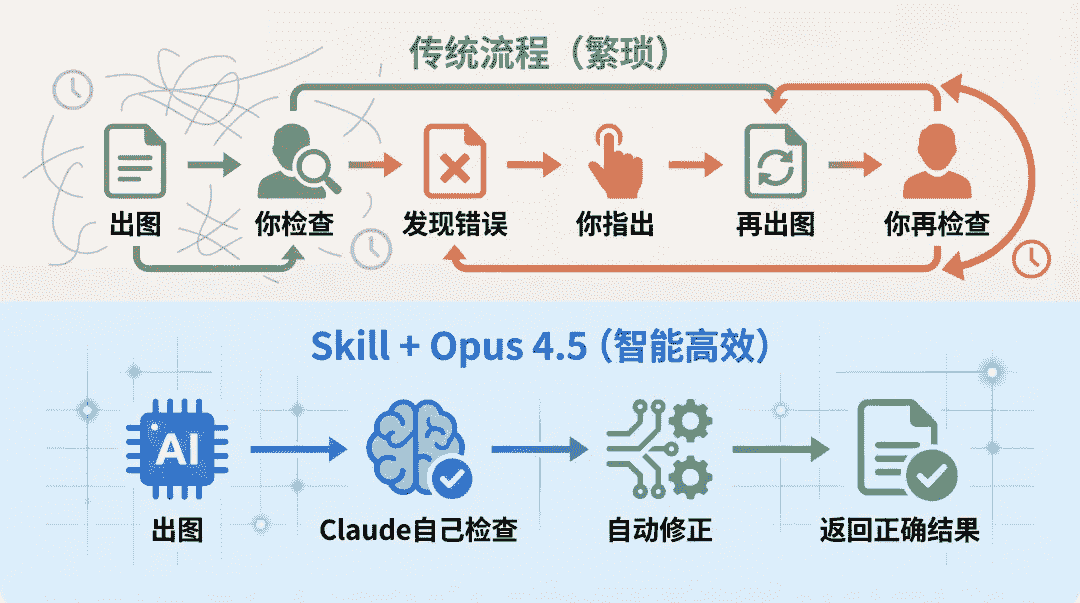 传统流程（繁琐）
出图
你检查
发现错误
你指出
再出图
你再检查
Skill + Opus 4.5（智能高效）
AI
出图
Claude自己检查
自动修正
返回正确结果